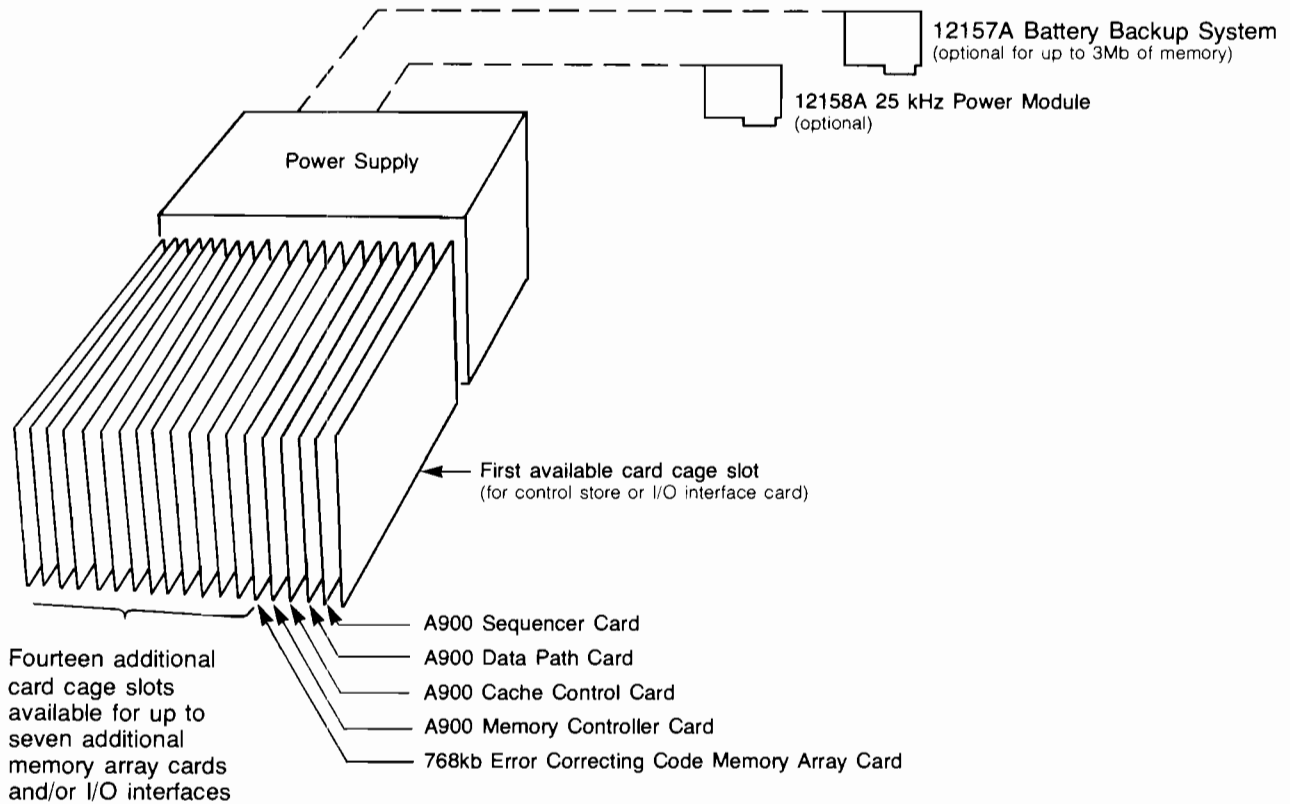 12157A Battery Backup System
(optional for up to 3Mb of memory)
12158A 25 kHz Power Module
(optional)
Power Supply
First available card cage slot
(for control store or I/O interface card)
A900 Sequencer Card
A900 Data Path Card
A900 Cache Control Card
A900 Memory Controller Card
768kb Error Correcting Code Memory Array Card
Fourteen additional
card cage slots
available for up to
seven additional
memory array cards
and/or I/O interfaces